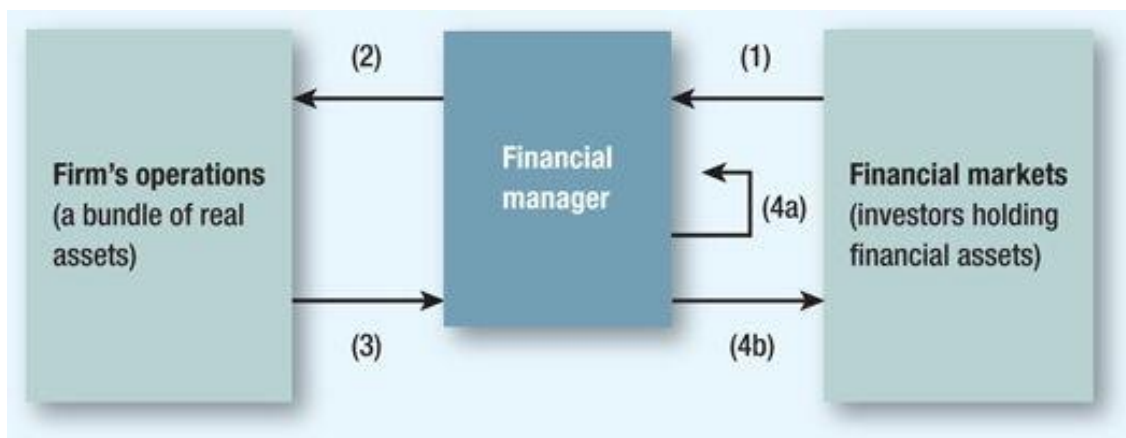 (2)
(1)
Firm's operations
(a bundle of real
assets)
Financial
manager
(4a)
Financial markets
(investors holding
financial assets)
(3)
(4b)